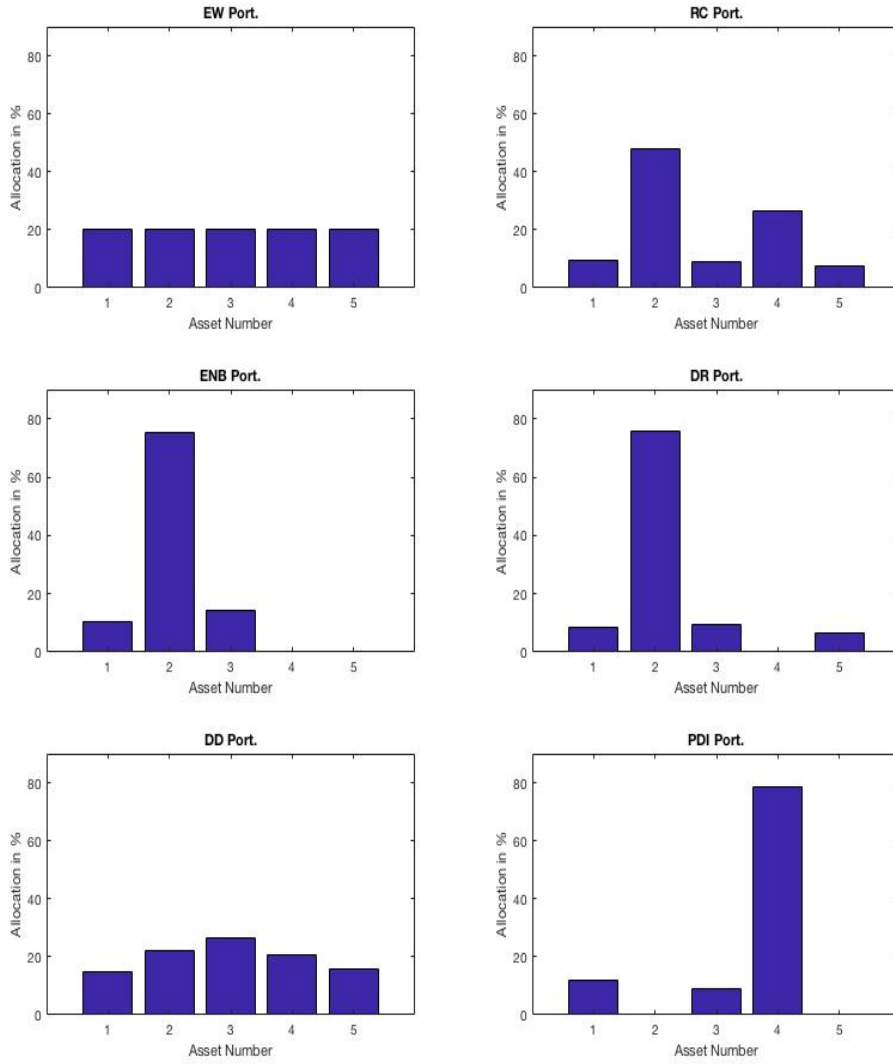 EW Port.
Allocation in %
80
60
40
20
0
1 2 3 4 5
Asset Number
RC Port.
Allocation in %
80
60
40
20
0
1 2 3 4 5
Asset Number
ENB Port.
Allocation in %
80
60
40
20
0
1 2 3 4 5
Asset Number
DR Port.
Allocation in %
80
60
40
20
0
1 2 3 4 5
Asset Number
DD Port.
Allocation in %
80
60
40
20
0
1 2 3 4 5
Asset Number
PDI Port.
Allocation in %
80
60
40
20
0
1 2 3 4 5
Asset Number